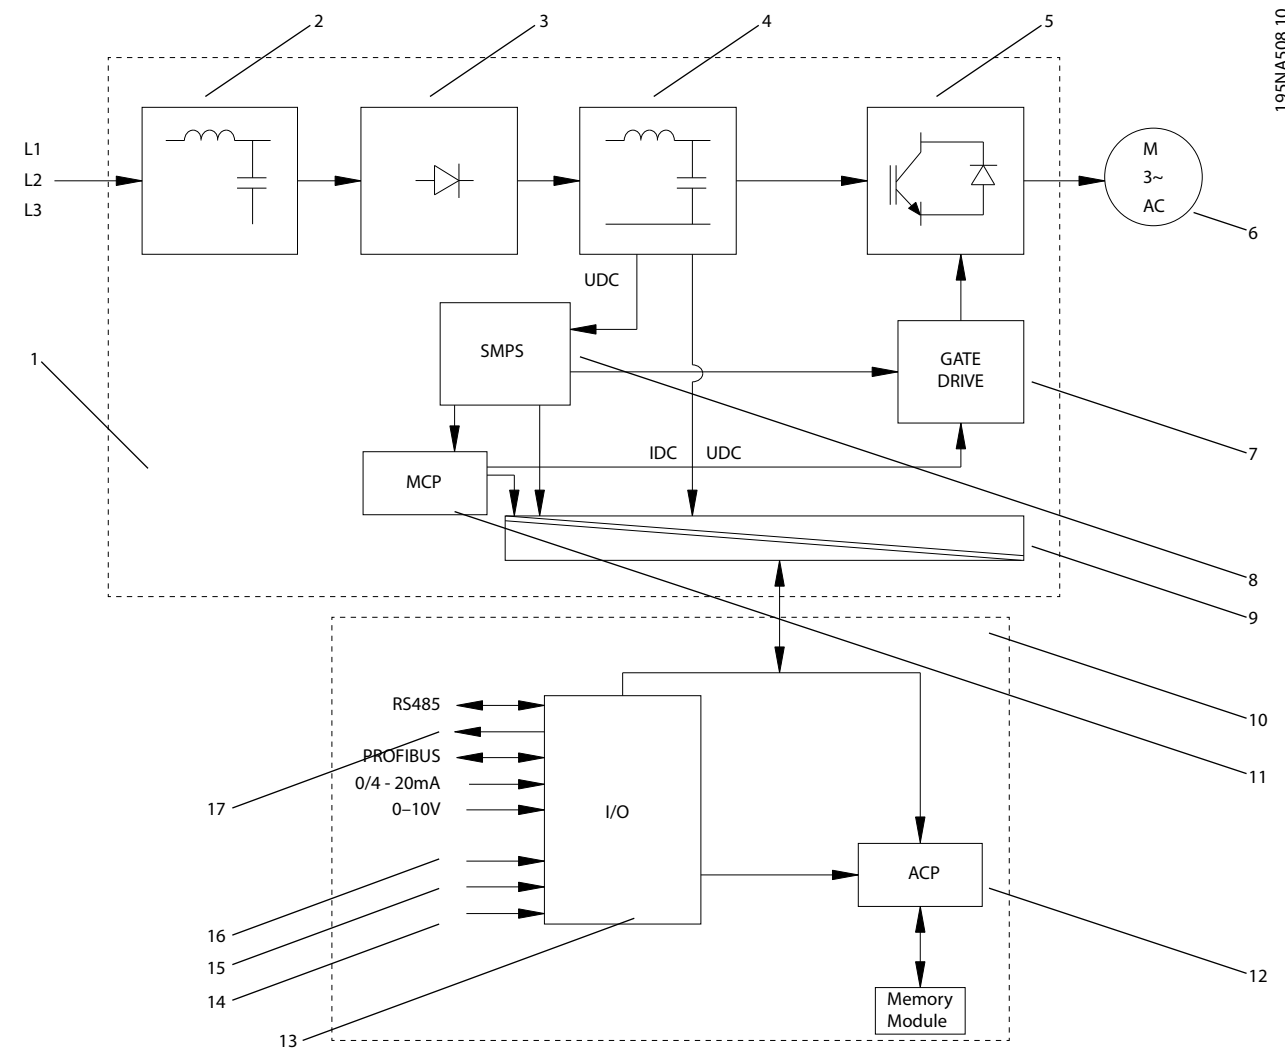 2
3
4
5
195NA508.10
L1
L2
L3
M
3~
AC
6
UDC
1
SMPS
GATE
DRIVE
7
IDC
UDC
MCP
8
9
RS485
10
PROFIBUS
11
0/4 - 20mA
17
0–10V
I/O
ACP
16
15
12
14
Memory
Module
13